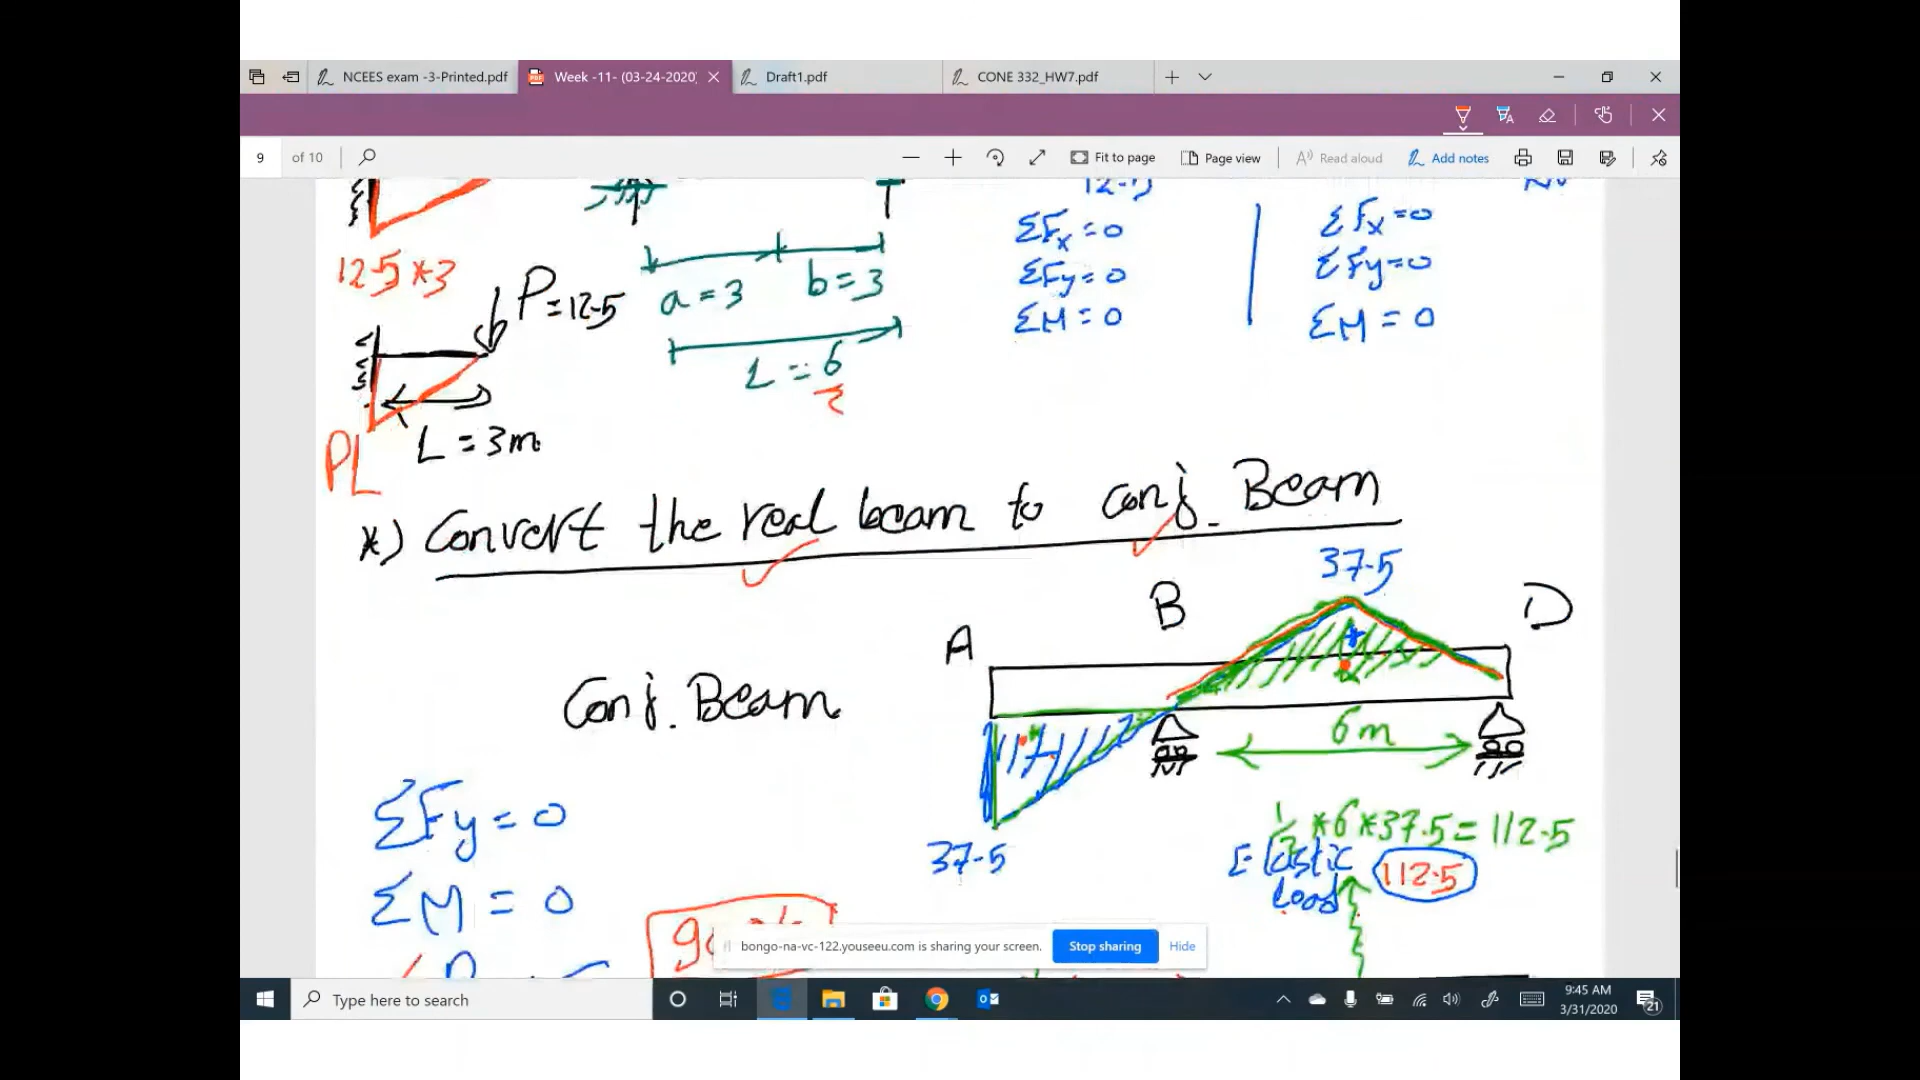 NCEES exam -3-Printed.pdf
Week -11- (03-24-2020)
Draft1.pdf
CONE 332_HW7.pdf
9 of 10
Fit to page
Page view
Read aloud
Add notes
12.5
ΣFx=0
ΣFy=0
ΣM=0
ΣFx=0
ΣFy=0
ΣM=0
12.5*3
P=12.5
a=3
b=3
L=6
PL
L=3m
*) Convert the real beam to conj. Beam
37.5
A
B
D
Conj. Beam
6m
37.5
1/2*6*37.5=112.5
Elastic load
112.5
ΣFy=0
ΣM=0
bongo-na-vc-122.youseeu.com is sharing your screen.
Stop sharing
Hide
Type here to search
9:45 AM
3/31/2020
21